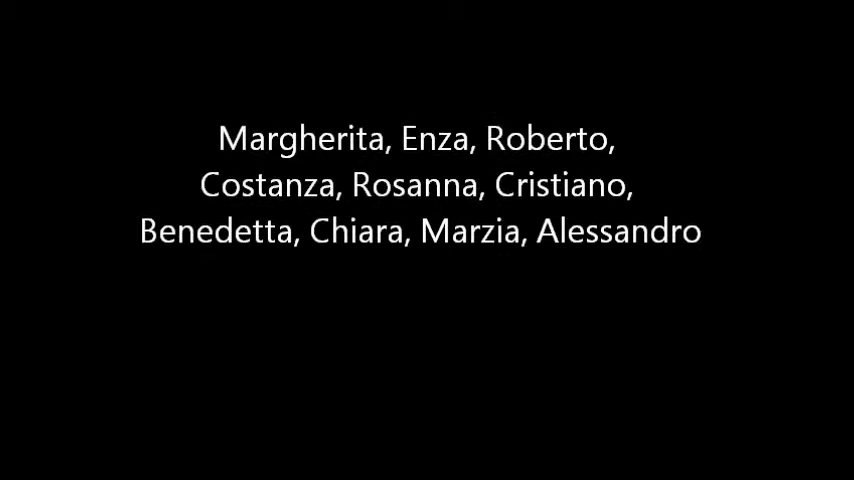 Margherita, Enza, Roberto,
Costanza, Rosanna, Cristiano,
Benedetta, Chiara, Marzia, Alessandro